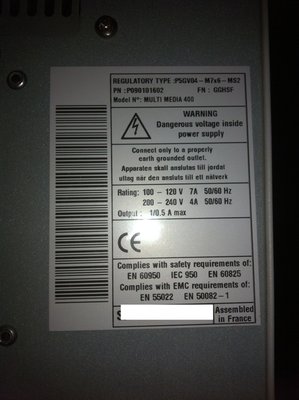 REGULATORY TYPE :P5GV04-M7x6-MS2
PN :P090101602 FN : GGHSF
Model N°: MULTI MEDIA 400
WARNING
Dangerous voltage inside
power supply
Connect only to a properly
earth grounded outlet.
Apparaten skall anslutas till jordat
uttag när den ansluts till ett nätverk
Rating: 100 - 120 V 7A 50/60 Hz
200 - 240 V 4A 50/60 Hz
Output : 1/0.5 A max
CE
Complies with safety requirements of:
EN 60950 IEC 950 EN 60825
Complies with EMC requirements of:
EN 55022 EN 50082-1
Assembled
in France